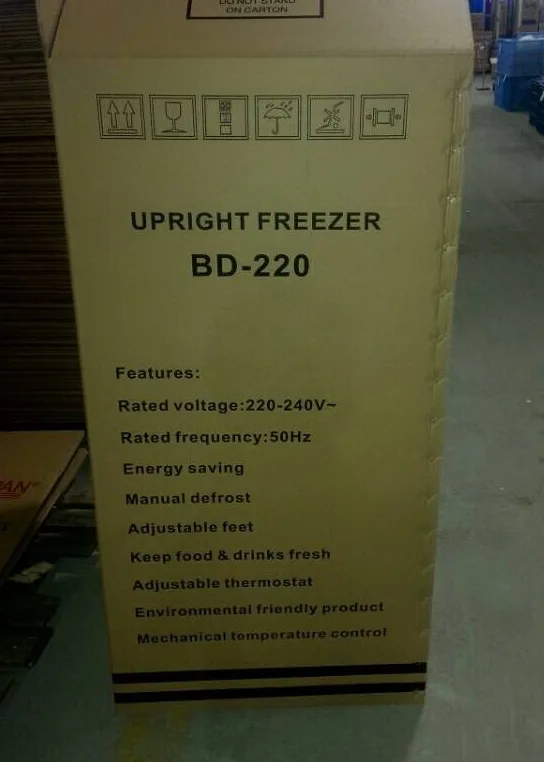 DO NOT STAND
ON CARTON
UPRIGHT FREEZER
BD-220
Features:
Rated voltage:220-240V~
Rated frequency:50Hz
Energy saving
Manual defrost
Adjustable feet
Keep food & drinks fresh
Adjustable thermostat
Environmental friendly product
Mechanical temperature control